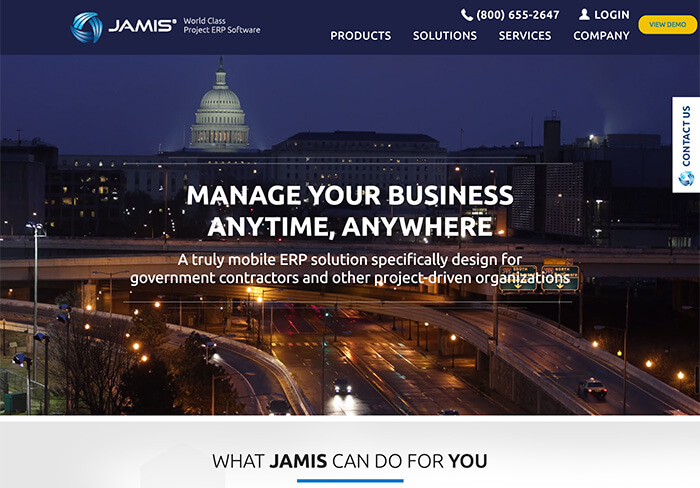 JAMIS®
World Class
Project ERP Software
(800) 655-2647
LOGIN
VIEW DEMO
PRODUCTS SOLUTIONS SERVICES COMPANY
CONTACT US
MANAGE YOUR BUSINESS
ANYTIME, ANYWHERE
A truly mobile ERP solution specifically design for
government contractors and other project-driven organizations
WHAT JAMIS CAN DO FOR YOU